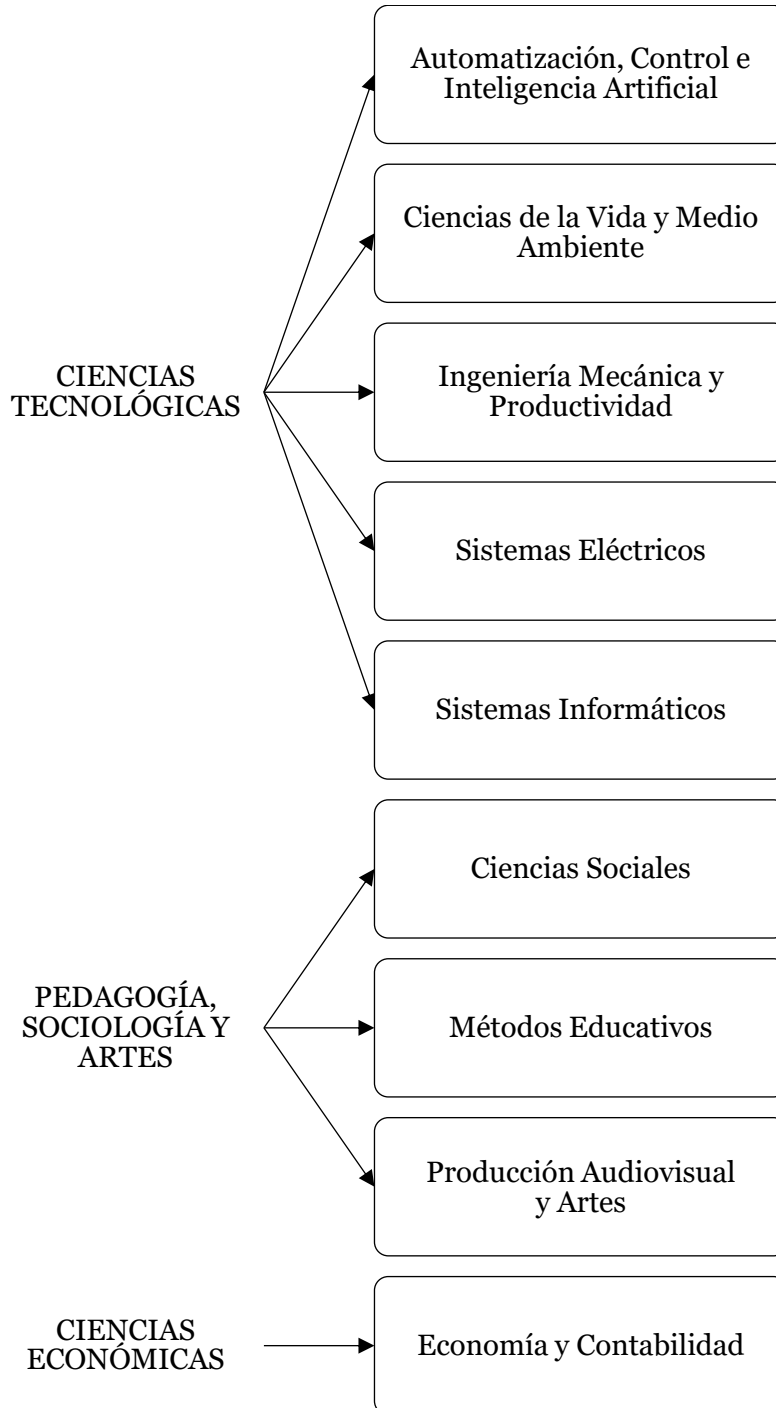 Automatización, Control e
Inteligencia Artificial
Ciencias de la Vida y Medio
Ambiente
CIENCIAS
TECNOLÓGICAS
Ingeniería Mecánica y
Productividad
Sistemas Eléctricos
Sistemas Informáticos
Ciencias Sociales
PEDAGOGÍA,
SOCIOLOGÍA Y
ARTES
Métodos Educativos
Producción Audiovisual
y Artes
CIENCIAS
ECONÓMICAS
Economía y Contabilidad